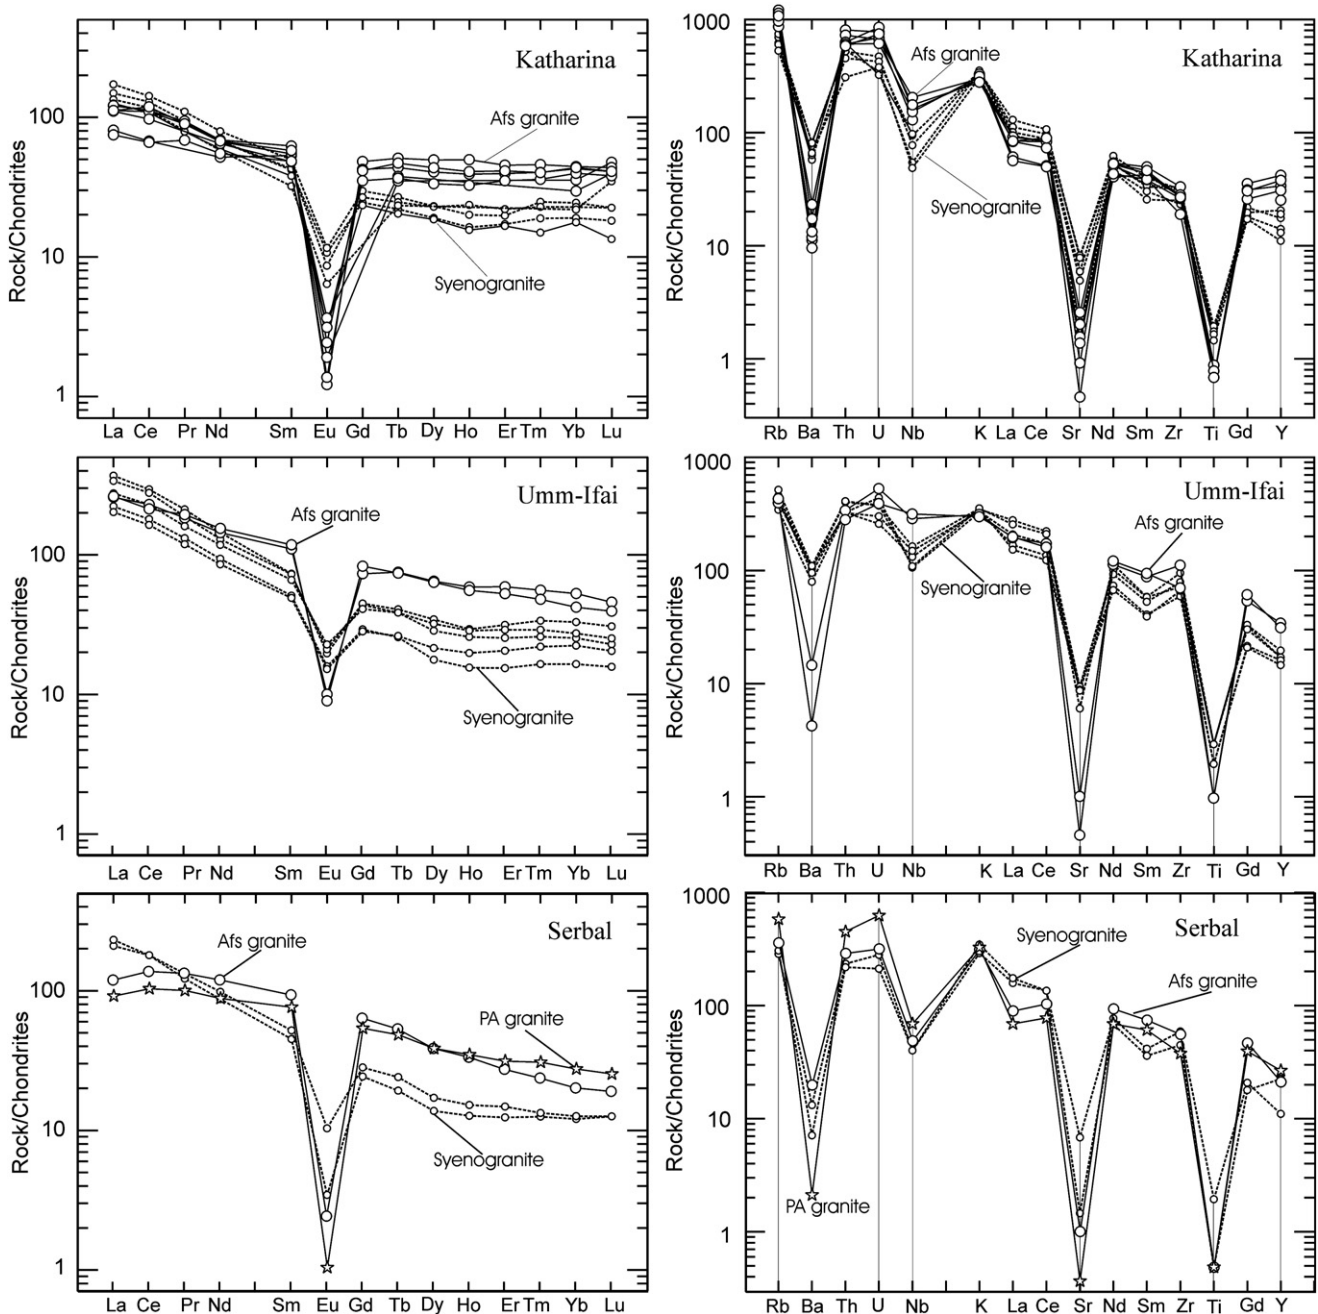 Katharina
Rock/Chondrites
100
10
1
Afs granite
Syenogranite
La Ce Pr Nd Sm Eu Gd Tb Dy Ho Er Tm Yb Lu
Katharina
Rock/Chondrites
1000
100
10
1
Afs granite
Syenogranite
Rb Ba Th U Nb K La Ce Sr Nd Sm Zr Ti Gd Y
Umm-Ifai
Rock/Chondrites
100
10
1
Afs granite
Syenogranite
La Ce Pr Nd Sm Eu Gd Tb Dy Ho Er Tm Yb Lu
Umm-Ifai
Rock/Chondrites
1000
100
10
1
Afs granite
Syenogranite
Rb Ba Th U Nb K La Ce Sr Nd Sm Zr Ti Gd Y
Serbal
Rock/Chondrites
100
10
1
Afs granite
PA granite
Syenogranite
La Ce Pr Nd Sm Eu Gd Tb Dy Ho Er Tm Yb Lu
Serbal
Rock/Chondrites
1000
100
10
1
Syenogranite
Afs granite
PA granite
Rb Ba Th U Nb K La Ce Sr Nd Sm Zr Ti Gd Y